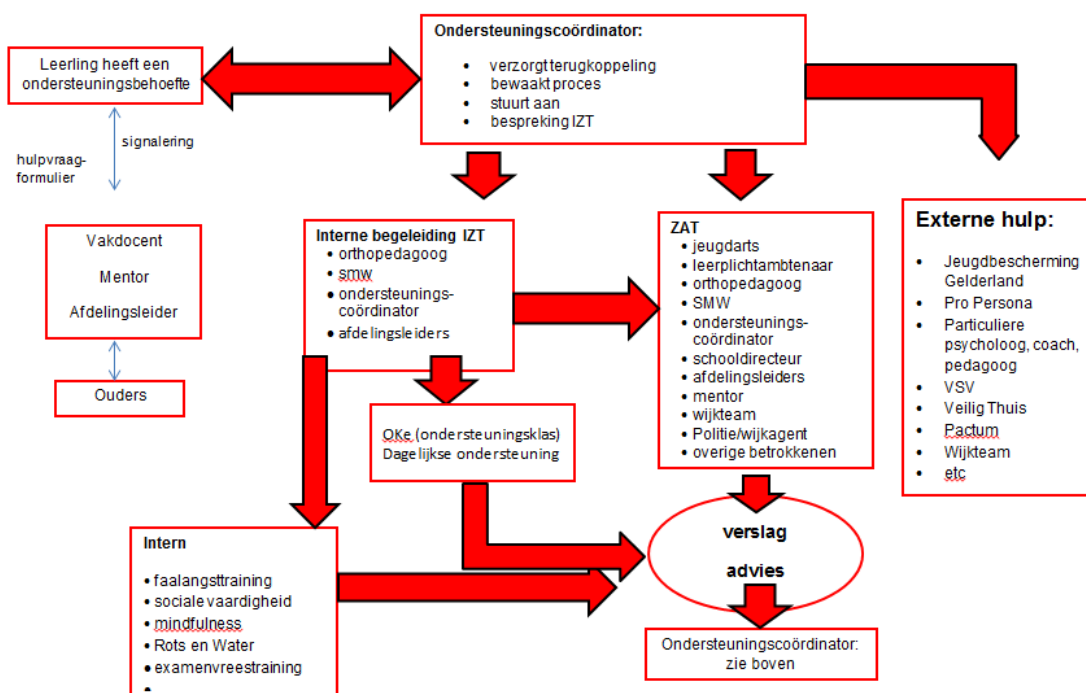 Ondersteuningscoördinator:
• verzorgt terugkoppeling
• bewaakt proces
• stuurt aan
• bespreking IZT
Leerling heeft een
ondersteuningsbehoefte
signalering
hulpvraag-
formulier
Vakdocent
Mentor
Afdelingsleider
Ouders
Interne begeleiding IZT
• orthopedagoog
• smw
• ondersteunings-
coördinator
• afdelingsleiders
ZAT
• jeugdarts
• leerplichtambtenaar
• orthopedagoog
• SMW
• ondersteunings-
coördinator
• schooldirecteur
• afdelingsleiders
• mentor
• wijkteam
• Politie/wijkagent
• overige betrokkenen
Externe hulp:
• Jeugdbescherming
Gelderland
• Pro Persona
• Particuliere
psycholoog, coach,
pedagoog
• VSV
• Veilig Thuis
• Pactum
• Wijkteam
• etc
OKe (ondersteuningsklas)
Dagelijkse ondersteuning
Intern
• faalangsttraining
• sociale vaardigheid
• mindfulness
• Rots en Water
• examenvreestraining
•
verslag
advies
Ondersteuningscoördinator:
zie boven